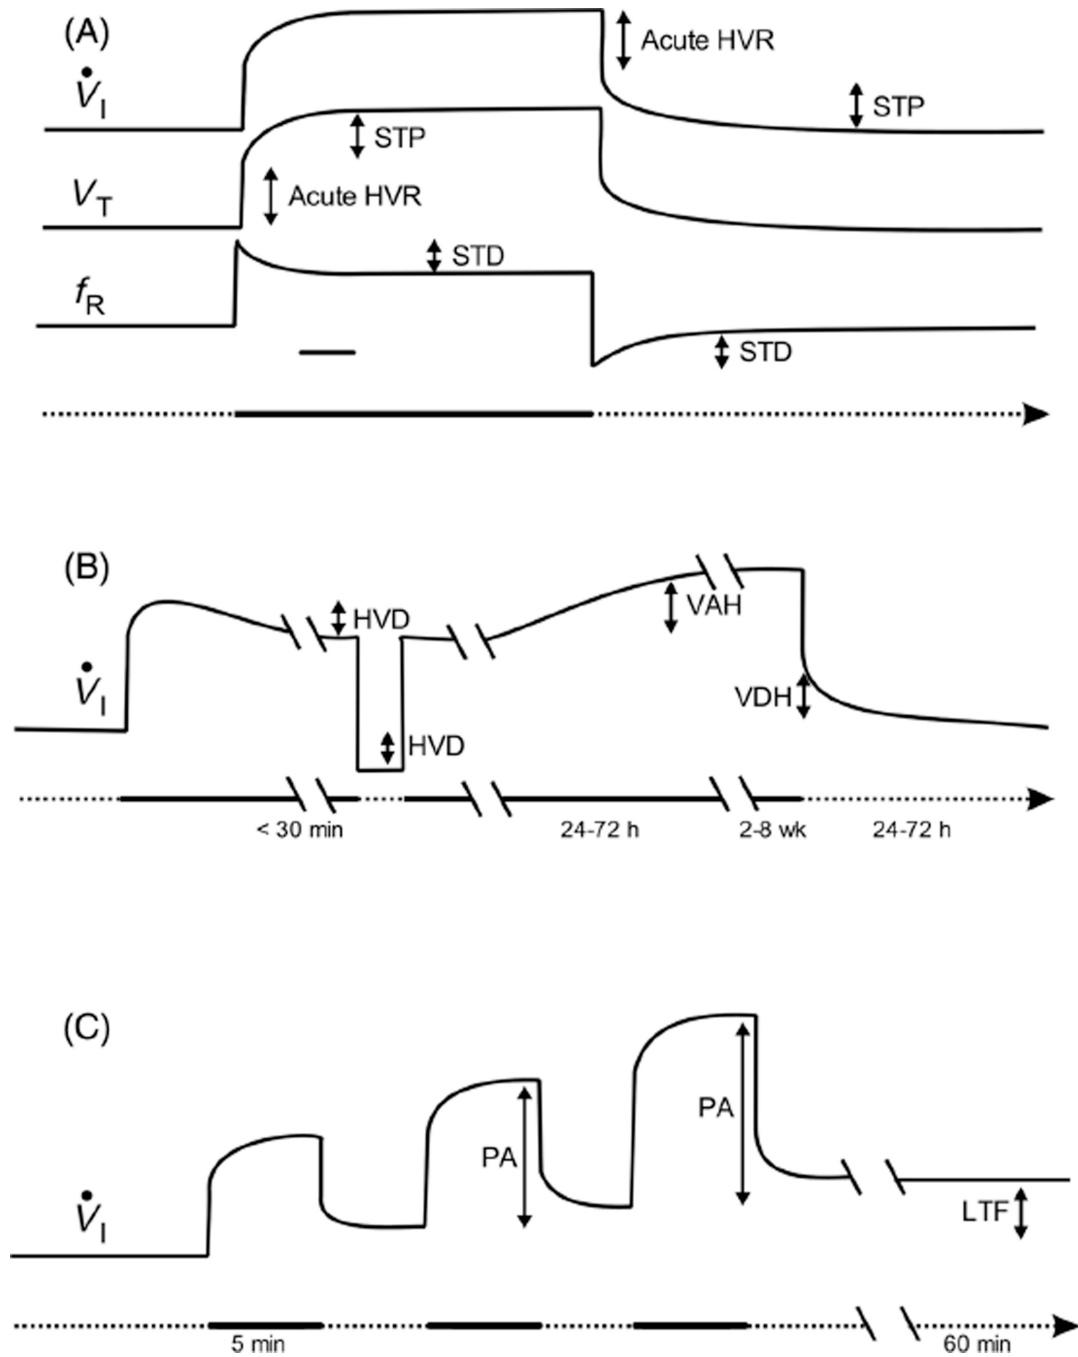 (A)
V̇I
Acute HVR
STP
STP
VT
Acute HVR
STD
fR
STD
(B)
HVD
VAH
V̇I
VDH
HVD
< 30 min
24-72 h
2-8 wk
24-72 h
(C)
PA
PA
V̇I
LTF
5 min
60 min